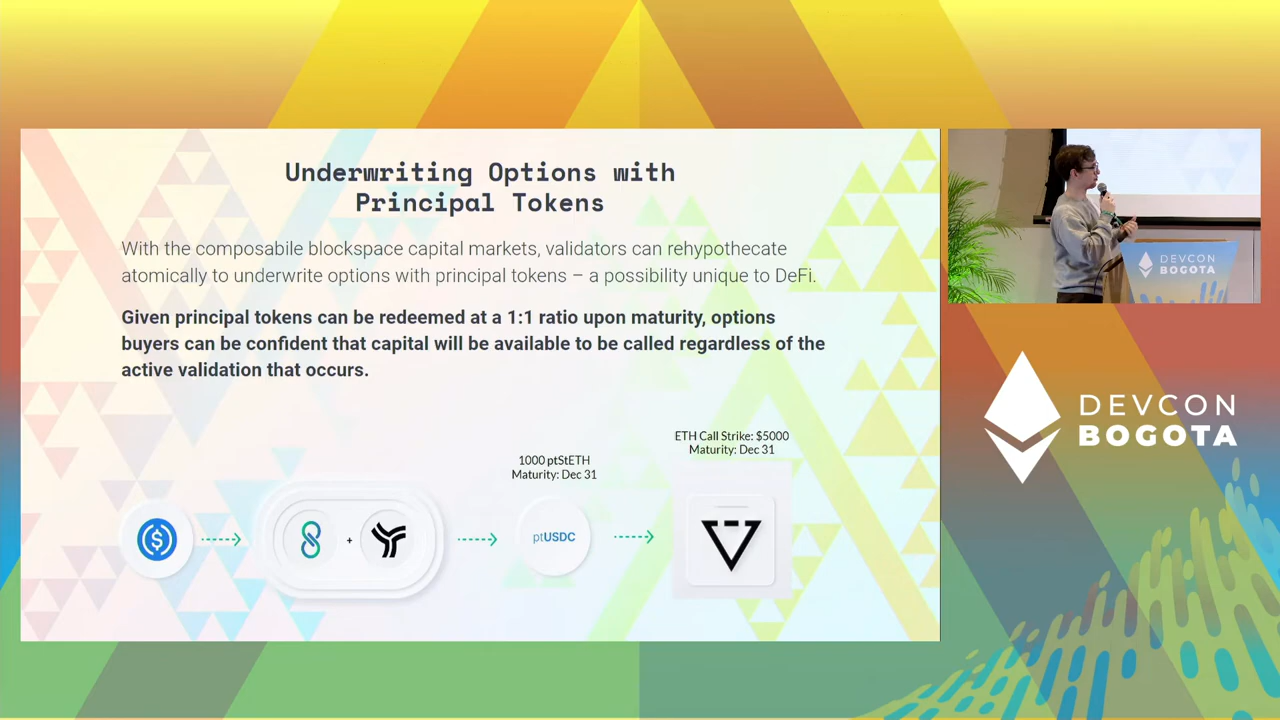 Underwriting Options with
Principal Tokens
With the composabile blockspace capital markets, validators can rehypothecate
atomically to underwrite options with principal tokens – a possibility unique to DeFi.
Given principal tokens can be redeemed at a 1:1 ratio upon maturity, options
buyers can be confident that capital will be available to be called regardless of the
active validation that occurs.
1000 ptStETH
Maturity: Dec 31
ETH Call Strike: $5000
Maturity: Dec 31
$
+
ptUSDC
DEVCON
BOGOTA
DEVCON
BOGOTA